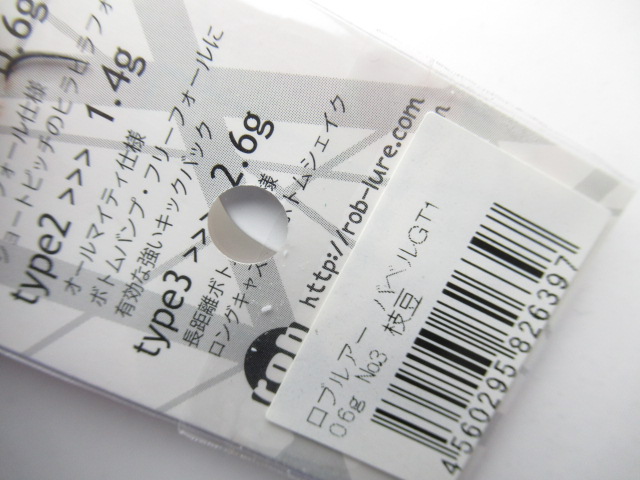 0.6g
フォール仕様
ショートピッチのヒラヒラフォ
type2 >>> 1.4g
オールマイティ仕様
ボトムバンプ・フリーフォールに
有効な強いキックバック
type3 >>> 2.6g
長距離ボト 様
ロングキャス ボトムシェイク
http://rob-lure.com
rob
ロブルアー バベルGT1
06g No.3 枝豆
4560295826397